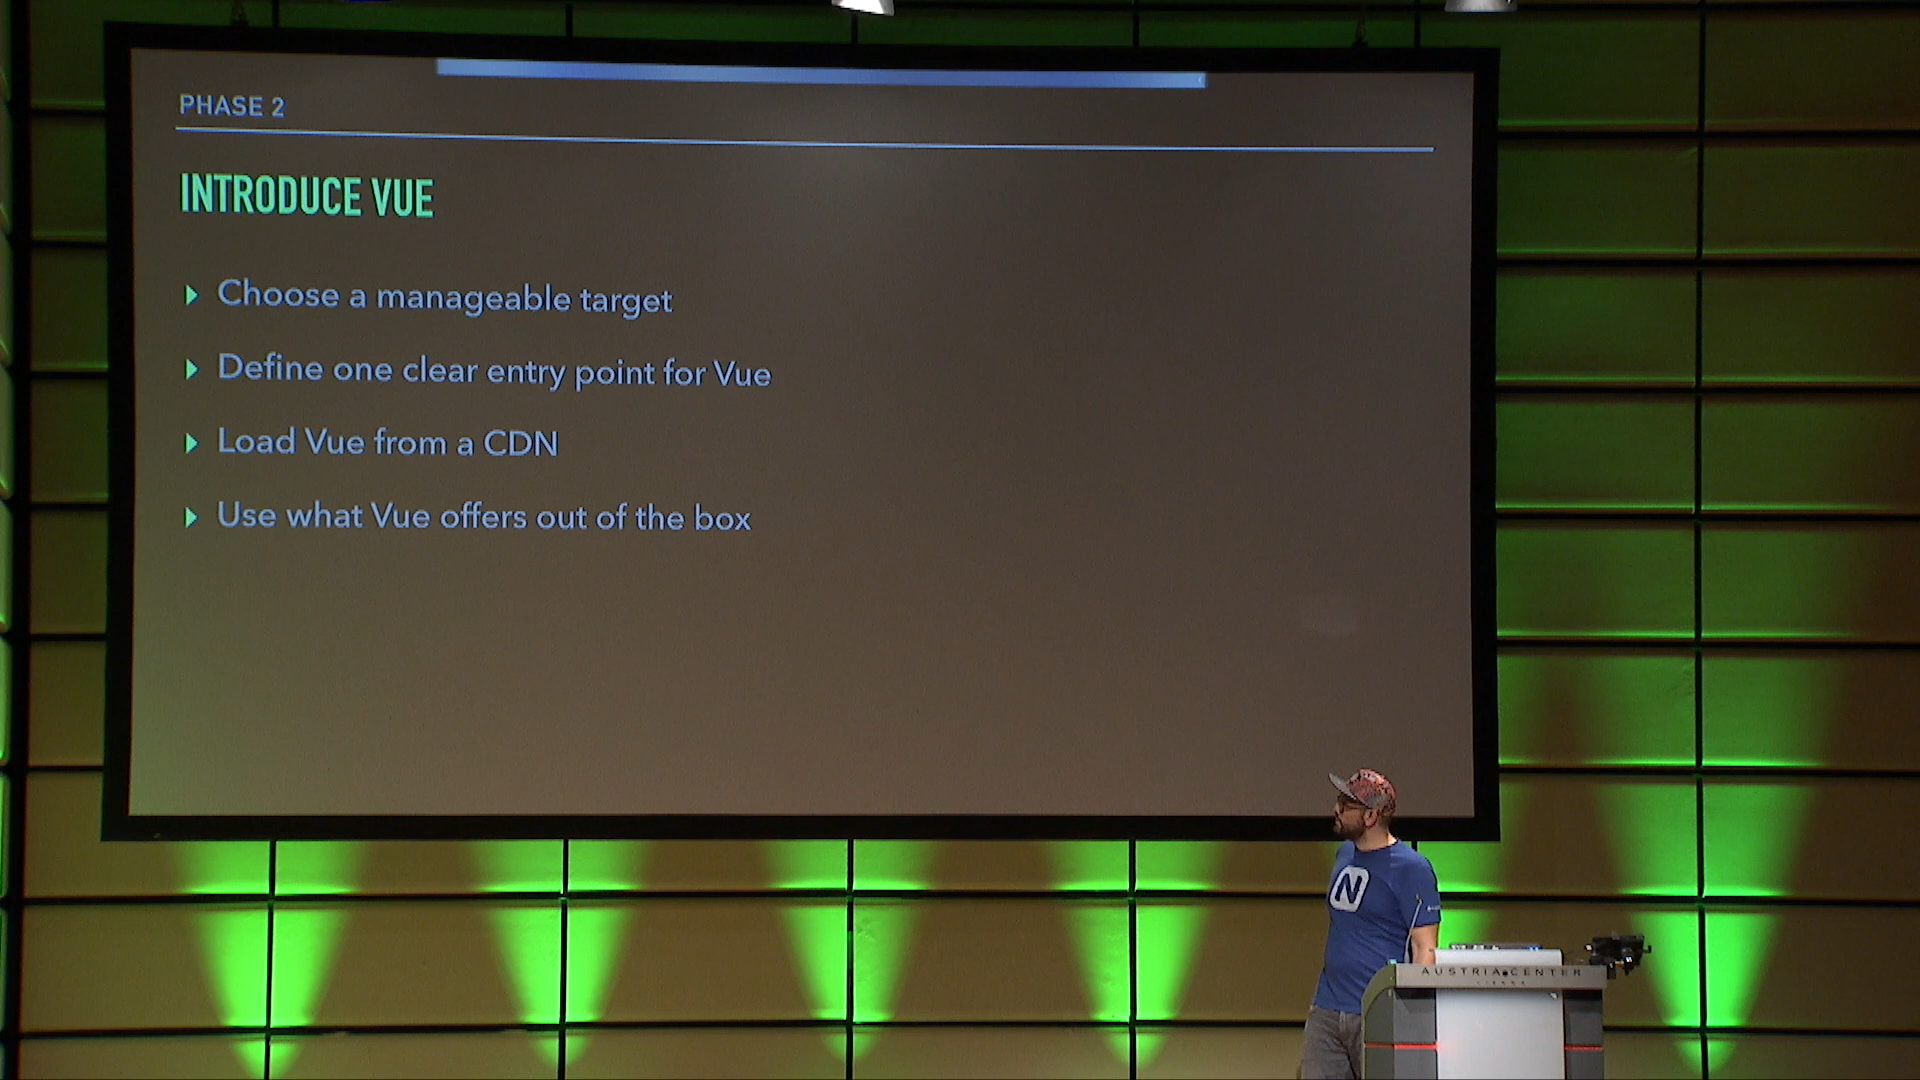 PHASE 2
INTRODUCE VUE
Choose a manageable target
Define one clear entry point for Vue
Load Vue from a CDN
Use what Vue offers out of the box
N
AUSTRIA CENTER
VIENNA